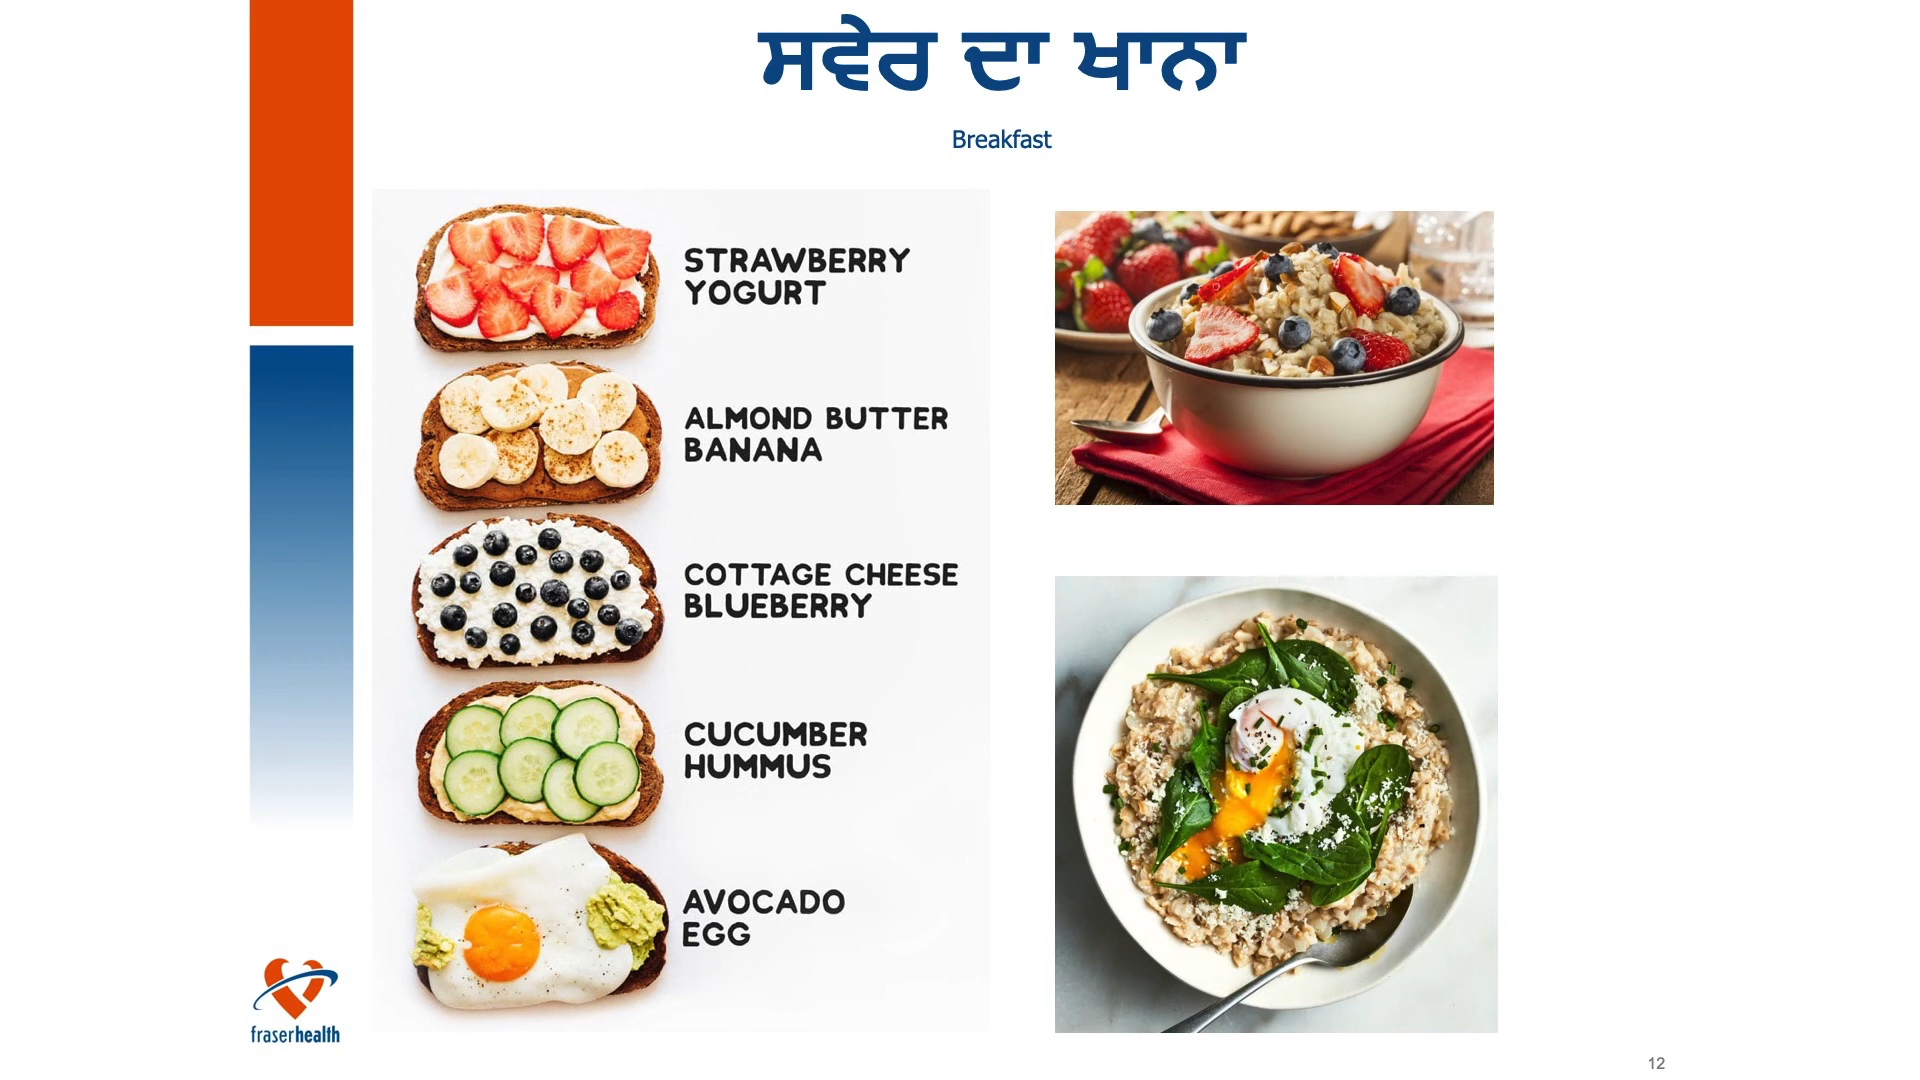 ਸਵੇਰ ਦਾ ਖਾਨਾ
Breakfast
STRAWBERRY
YOGURT
ALMOND BUTTER
BANANA
COTTAGE CHEESE
BLUEBERRY
CUCUMBER
HUMMUS
AVOCADO
EGG
fraserhealth
12